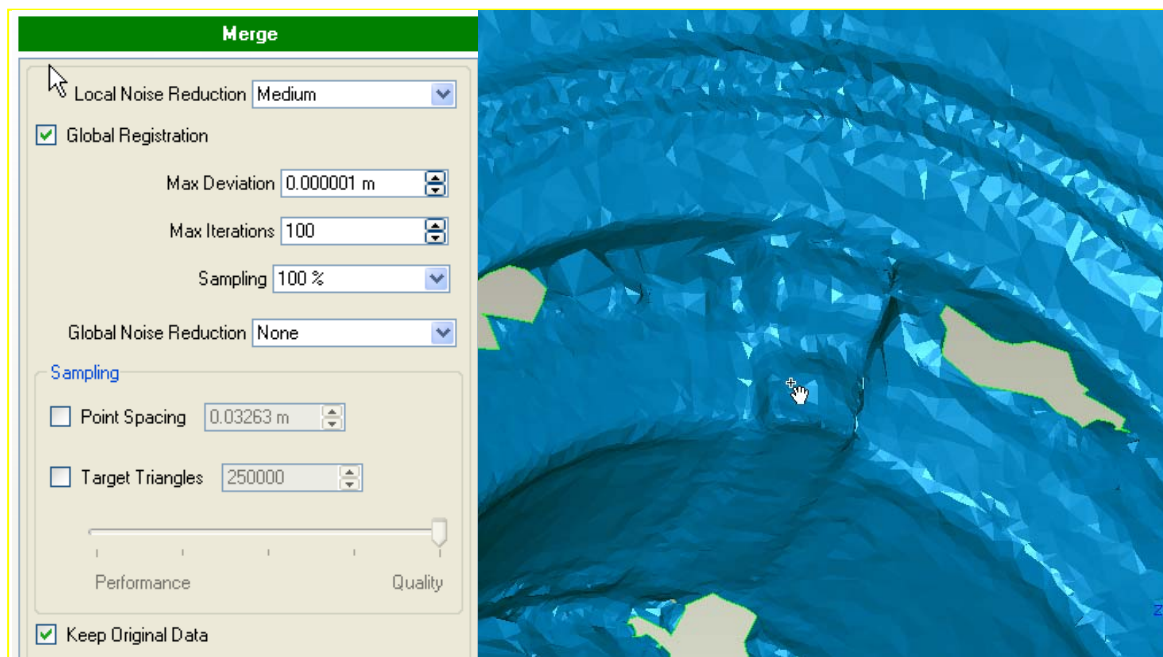 Merge
Local Noise Reduction Medium
Global Registration
Max Deviation 0.000001 m
Max Iterations 100
Sampling 100 %
Global Noise Reduction None
Sampling
Point Spacing 0.03263 m
Target Triangles 250000
Performance Quality
Keep Original Data
Z